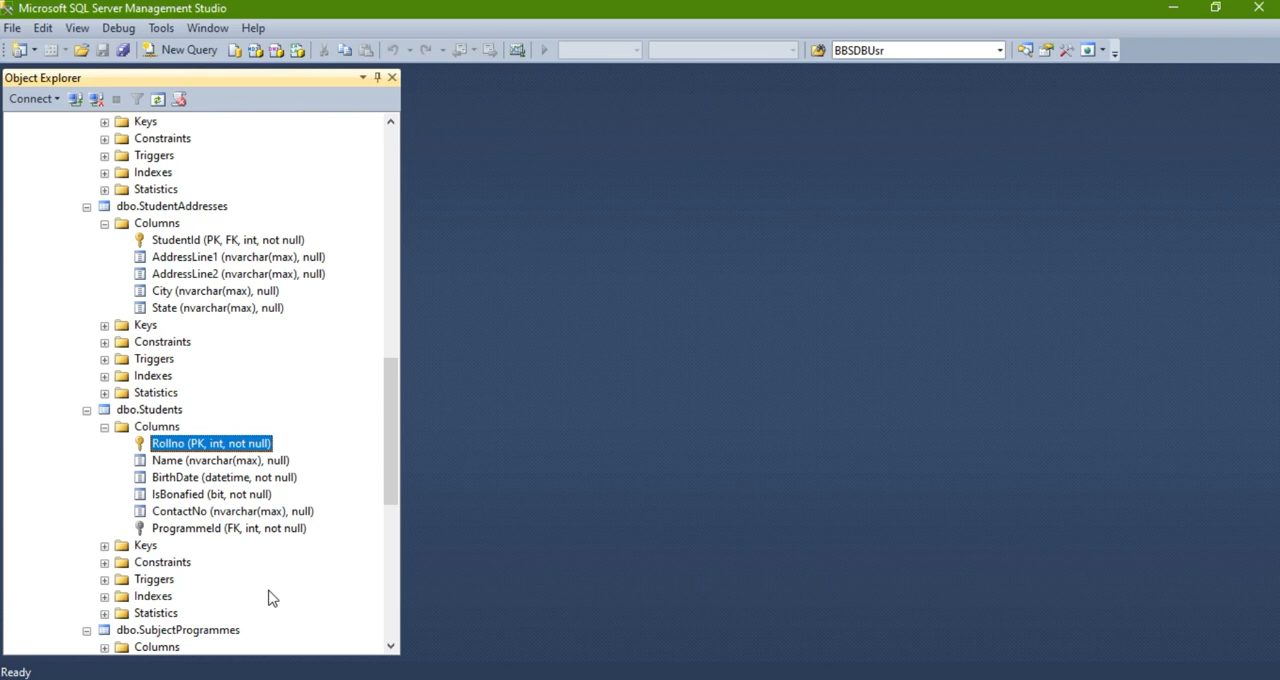 Microsoft SQL Server Management Studio
File Edit View Debug Tools Window Help
New Query BBSDBUsr
Object Explorer
Connect
Keys
Constraints
Triggers
Indexes
Statistics
dbo.StudentAddresses
Columns
StudentId (PK, FK, int, not null)
AddressLine1 (nvarchar(max), null)
AddressLine2 (nvarchar(max), null)
City (nvarchar(max), null)
State (nvarchar(max), null)
Keys
Constraints
Triggers
Indexes
Statistics
dbo.Students
Columns
Rollno (PK, int, not null)
Name (nvarchar(max), null)
BirthDate (datetime, not null)
IsBonafied (bit, not null)
ContactNo (nvarchar(max), null)
ProgrammeId (FK, int, not null)
Keys
Constraints
Triggers
Indexes
Statistics
dbo.SubjectProgrammes
Columns
Ready